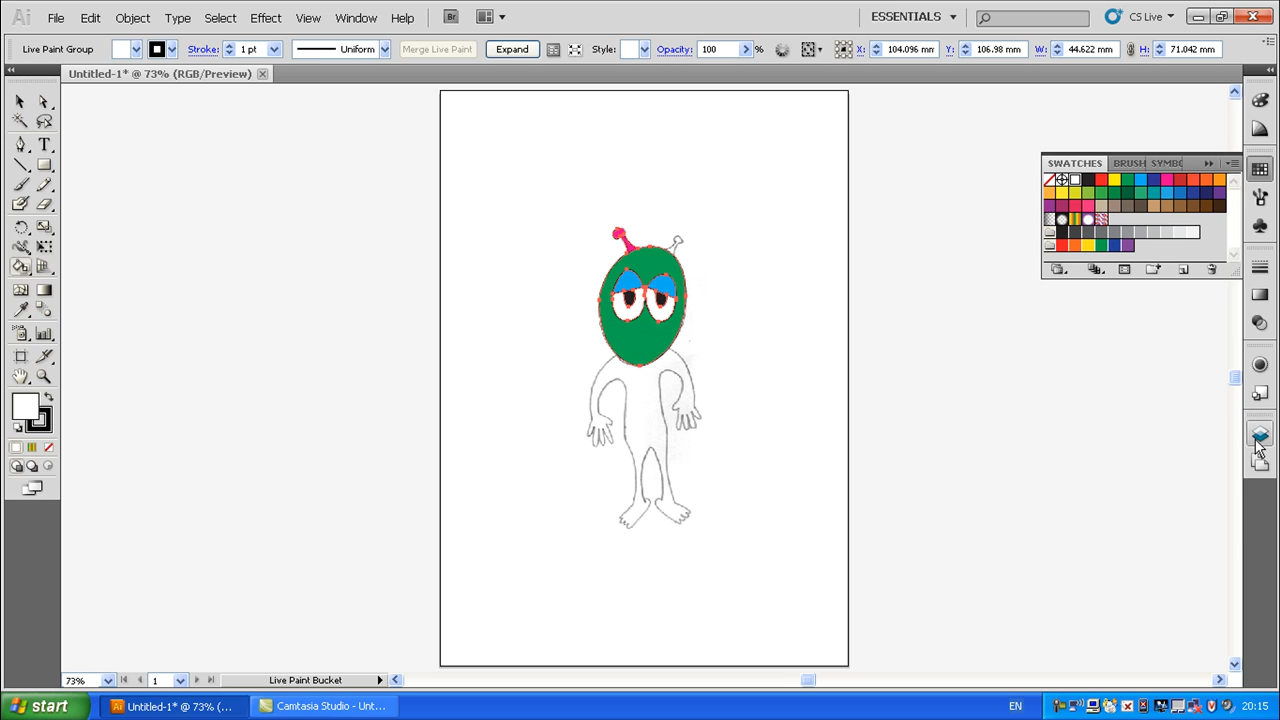 Ai File Edit Object Type Select Effect View Window Help Br ESSENTIALS CS Live
Live Paint Group Stroke: 1 pt Uniform Merge Live Paint Expand Style: Opacity: 100 % X: 104.096 mm Y: 106.98 mm W: 44.622 mm H: 71.042 mm
Untitled-1* @ 73% (RGB/Preview)
SWATCHES BRUSH SYMBO
T
73% 1 Live Paint Bucket
start Untitled-1* @ 73% (... Camtasia Studio - Unt... EN 20:15